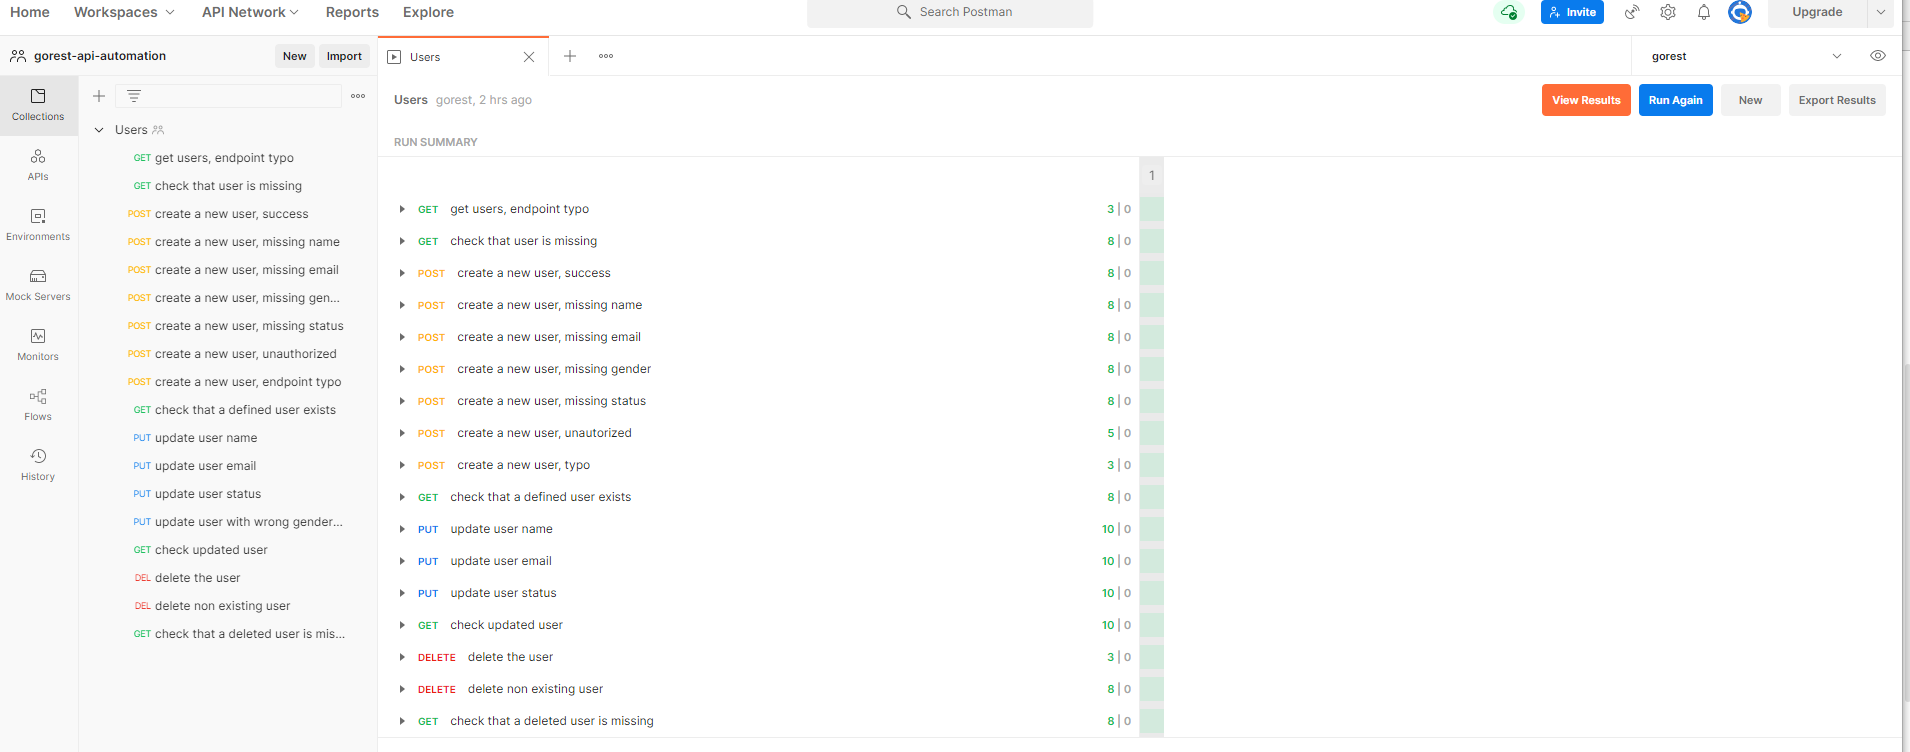 Home Workspaces API Network Reports Explore Search Postman Invite Upgrade
gorest-api-automation New Import Users gorest
Collections
APIs
Environments
Mock Servers
Monitors
Flows
History
Users
GET get users, endpoint typo
GET check that user is missing
POST create a new user, success
POST create a new user, missing name
POST create a new user, missing email
POST create a new user, missing gen...
POST create a new user, missing status
POST create a new user, unauthorized
POST create a new user, endpoint typo
GET check that a defined user exists
PUT update user name
PUT update user email
PUT update user status
PUT update user with wrong gender...
GET check updated user
DEL delete the user
DEL delete non existing user
GET check that a deleted user is mis...
Users gorest, 2 hrs ago View Results Run Again New Export Results
RUN SUMMARY
1
GET get users, endpoint typo 3 | 0
GET check that user is missing 8 | 0
POST create a new user, success 8 | 0
POST create a new user, missing name 8 | 0
POST create a new user, missing email 8 | 0
POST create a new user, missing gender 8 | 0
POST create a new user, missing status 8 | 0
POST create a new user, unautorized 5 | 0
POST create a new user, typo 3 | 0
GET check that a defined user exists 8 | 0
PUT update user name 10 | 0
PUT update user email 10 | 0
PUT update user status 10 | 0
GET check updated user 10 | 0
DELETE delete the user 3 | 0
DELETE delete non existing user 8 | 0
GET check that a deleted user is missing 8 | 0